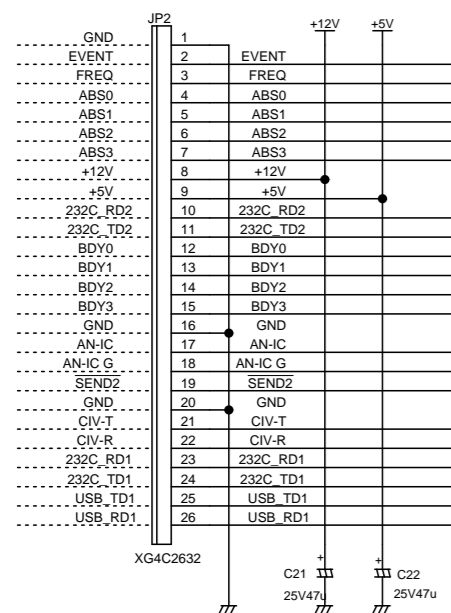 JP2 +12V +5V
GND 1
EVENT 2 EVENT
FREQ 3 FREQ
ABS0 4 ABS0
ABS1 5 ABS1
ABS2 6 ABS2
ABS3 7 ABS3
+12V 8 +12V
+5V 9 +5V
232C_RD2 10 232C_RD2
232C_TD2 11 232C_TD2
BDY0 12 BDY0
BDY1 13 BDY1
BDY2 14 BDY2
BDY3 15 BDY3
GND 16 GND
AN-IC 17 AN-IC
AN-IC G 18 AN-IC G
SEND2 19 SEND2
GND 20 GND
CIV-T 21 CIV-T
CIV-R 22 CIV-R
232C_RD1 23 232C_RD1
232C_TD1 24 232C_TD1
USB_TD1 25 USB_TD1
USB_RD1 26 USB_RD1
XG4C2632
+ +
C21 C22
25V47u 25V47u